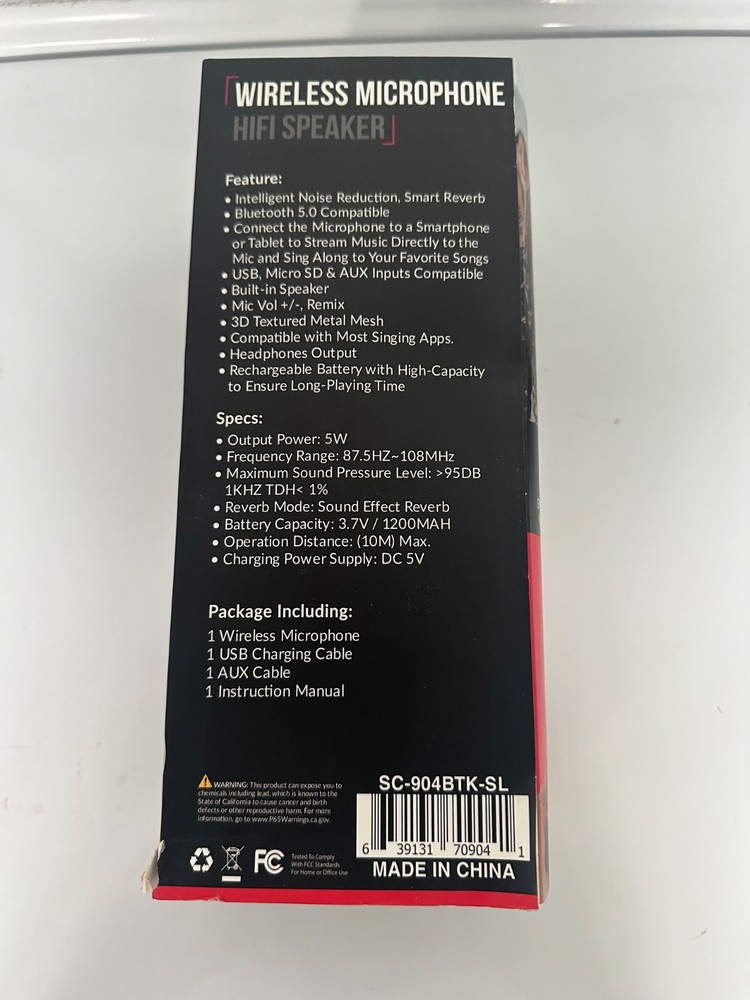 WIRELESS MICROPHONE
HIFI SPEAKER
Feature:
• Intelligent Noise Reduction, Smart Reverb
• Bluetooth 5.0 Compatible
• Connect the Microphone to a Smartphone
or Tablet to Stream Music Directly to the
Mic and Sing Along to Your Favorite Songs
• USB, Micro SD & AUX Inputs Compatible
• Built-in Speaker
• Mic Vol +/-, Remix
• 3D Textured Metal Mesh
• Compatible with Most Singing Apps.
• Headphones Output
• Rechargeable Battery with High-Capacity
to Ensure Long-Playing Time
Specs:
• Output Power: 5W
• Frequency Range: 87.5HZ~108MHz
• Maximum Sound Pressure Level: >95DB
1KHZ TDH< 1%
• Reverb Mode: Sound Effect Reverb
• Battery Capacity: 3.7V / 1200MAH
• Operation Distance: (10M) Max.
• Charging Power Supply: DC 5V
Package Including:
1 Wireless Microphone
1 USB Charging Cable
1 AUX Cable
1 Instruction Manual
WARNING: This product can expose you to
chemicals including lead, which is known to the
State of California to cause cancer and birth
defects or other reproductive harm. For more
information, go to www.P65Warnings.ca.gov.
FC
Tested To Comply
With FCC Standards
For Home or Office Use
SC-904BTK-SL
6 39131 70904 1
MADE IN CHINA